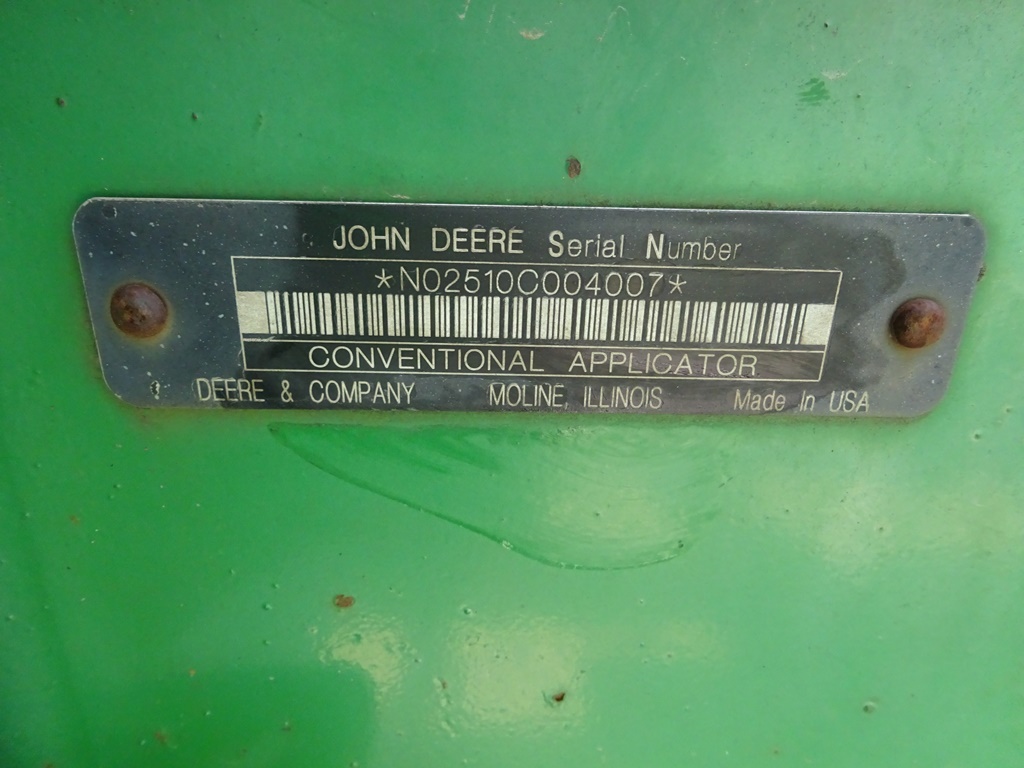 JOHN DEERE Serial Number
*N02510C004007*
CONVENTIONAL APPLICATOR
DEERE & COMPANY MOLINE, ILLINOIS Made in USA